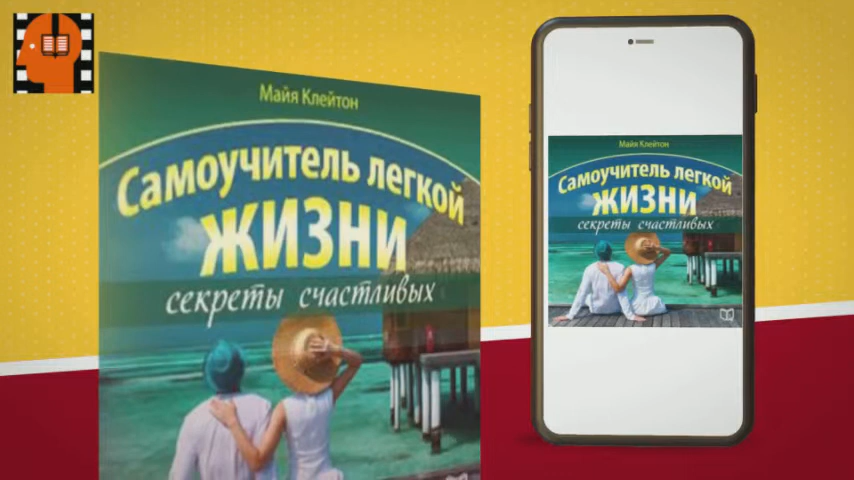 Майя Клейтон
Самоучитель легкой
жизни
секреты счастливых
Майя Клейтон
Самоучитель легкой
жизни
секреты счастливых